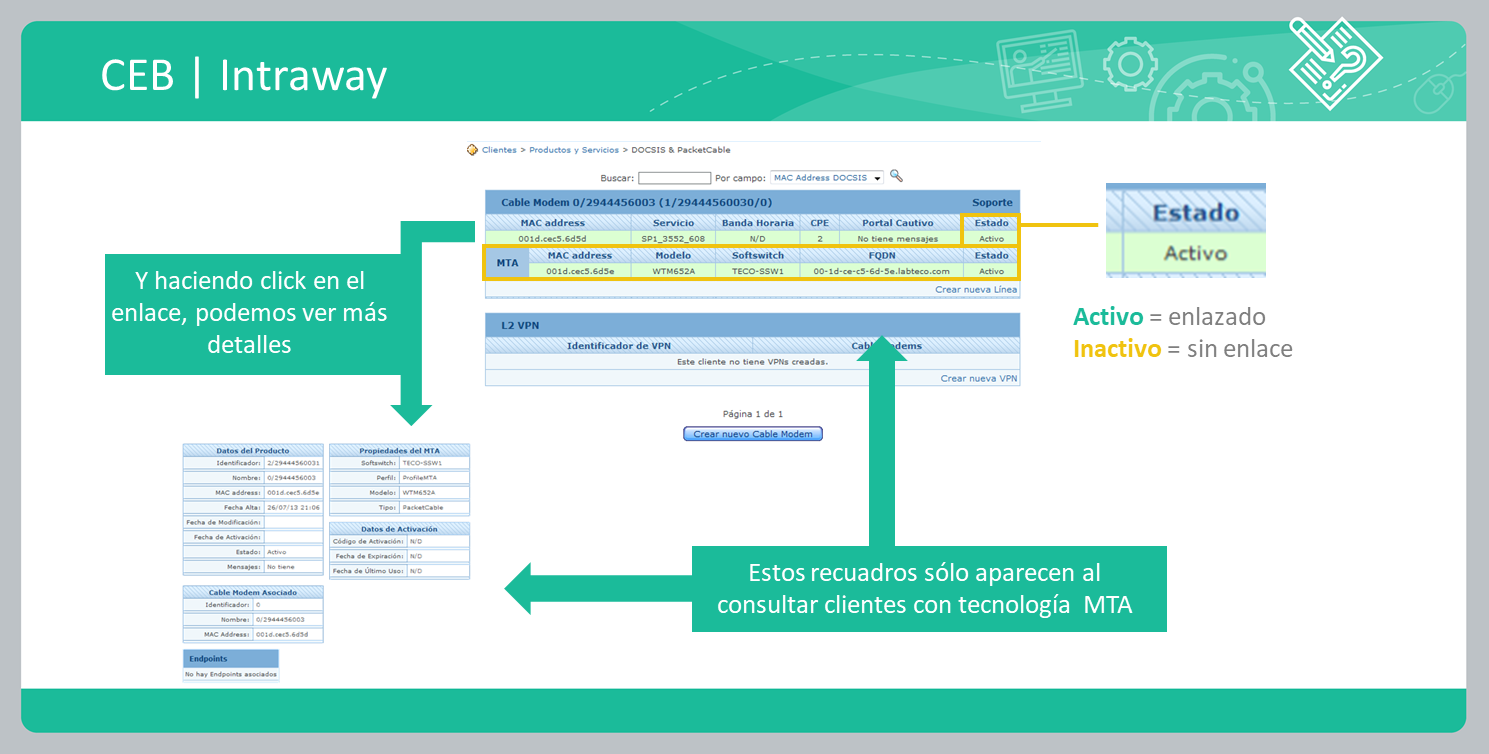 CEB | Intraway
Clientes > Productos y Servicios > DOCSIS & PacketCable
Buscar: Por campo: MAC Address DOCSIS
Cable Modem 0/2944456003 (1/29444560030/0) Soporte
MAC address Servicio Banda Horaria CPE Portal Cautivo Estado
001d.cec5.6d5d SP1_3552_608 N/D 2 No tiene mensajes Activo
MTA MAC address Modelo Softswitch FQDN Estado
001d.cec5.6d5e WTM652A TECO-SSW1 00-1d-ce-c5-6d-5e.labteco.com Activo
Crear nueva Línea
L2 VPN
Identificador de VPN Cable Modems
Este cliente no tiene VPNs creadas.
Crear nueva VPN
Página 1 de 1
Crear nuevo Cable Modem
Estado
Activo
Activo = enlazado
Inactivo = sin enlace
Y haciendo click en el
enlace, podemos ver más
detalles
Datos del Producto
Identificador: 2/29444560031
Nombre: 0/2944456003
MAC address: 001d.cec5.6d5e
Fecha Alta: 26/07/13 21:06
Fecha de Modificación:
Fecha de Activación:
Estado: Activo
Mensajes: No tiene
Propiedades del MTA
Softswitch: TECO-SSW1
Perfil: ProfileMTA
Modelo: WTM652A
Tipo: PacketCable
Datos de Activación
Código de Activación: N/D
Fecha de Expiración: N/D
Fecha de Último Uso: N/D
Cable Modem Asociado
Identificador: 0
Nombre: 0/2944456003
MAC Address: 001d.cec5.6d5d
Endpoints
No hay Endpoints asociados
Estos recuadros sólo aparecen al
consultar clientes con tecnología MTA